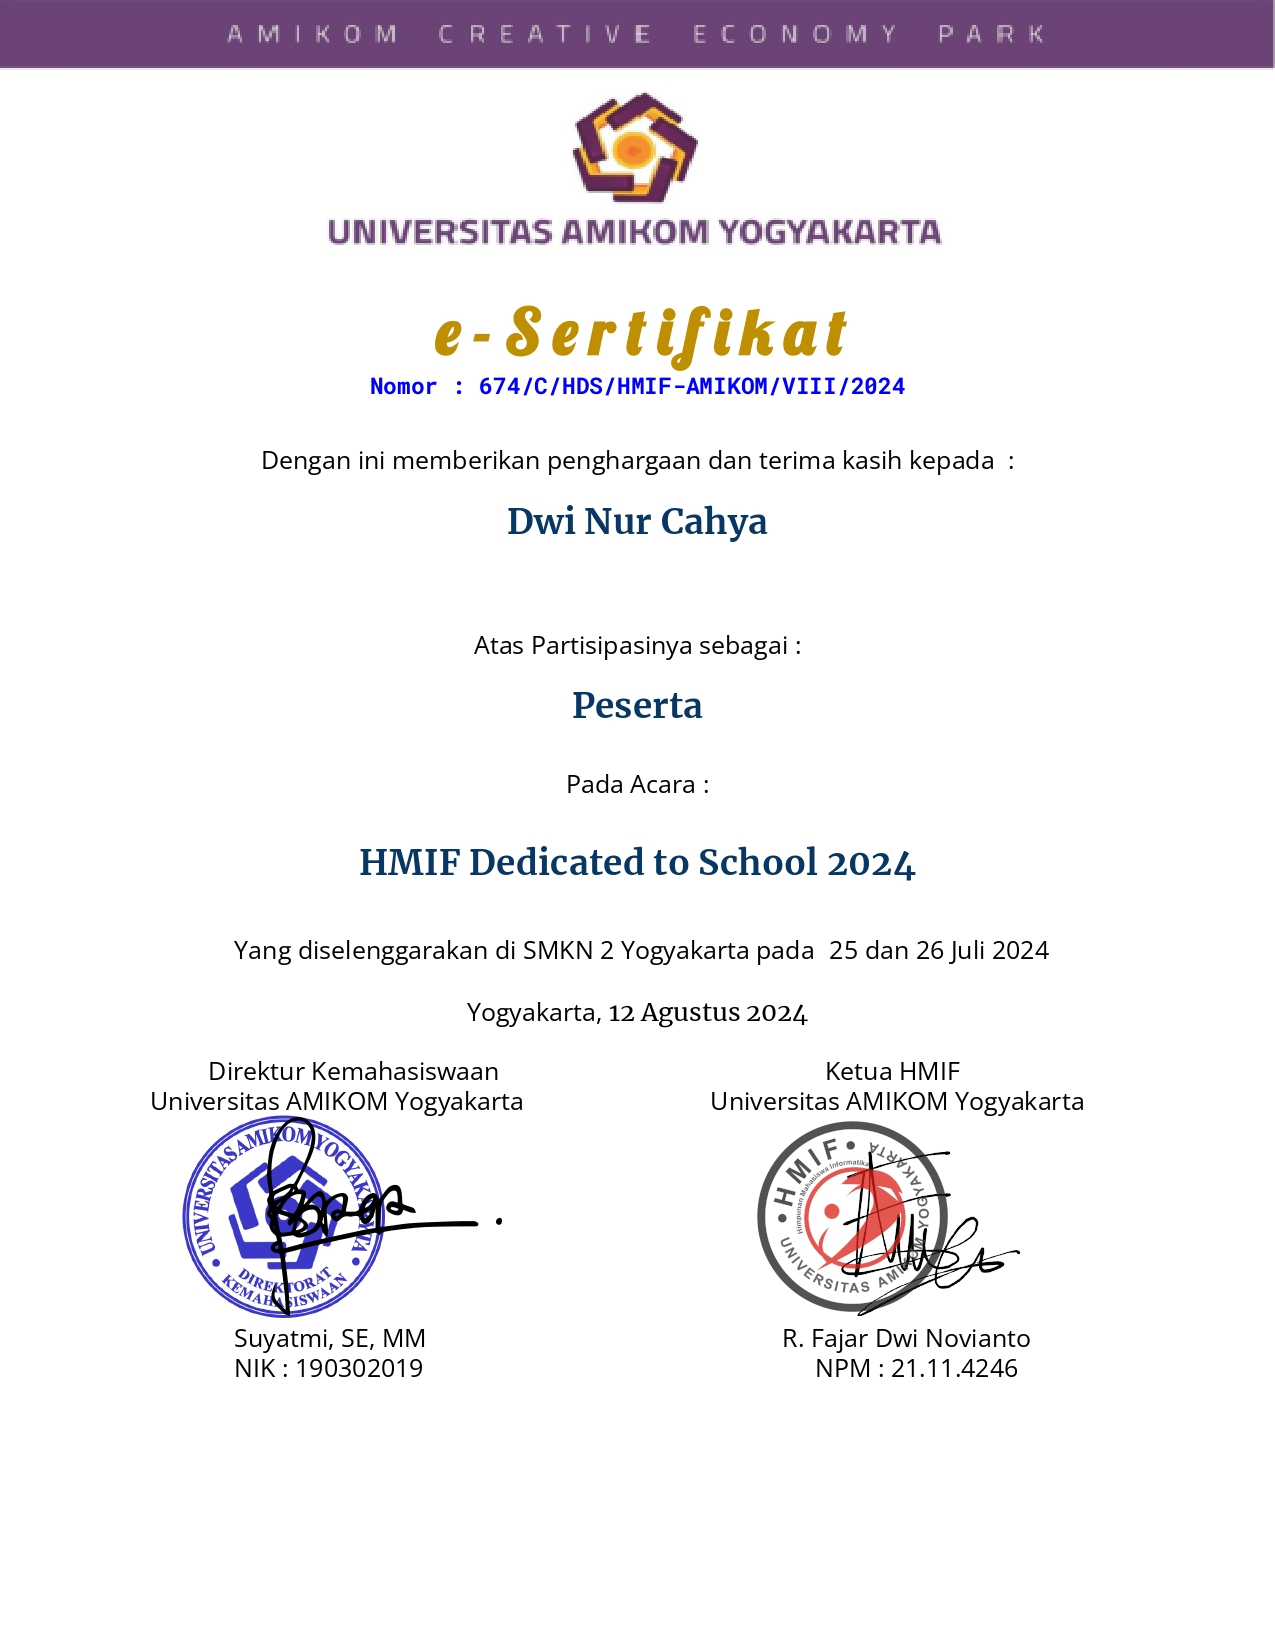 AMIKOM CREATIVE ECONOMY PARK
UNIVERSITAS AMIKOM YOGYAKARTA
e-Sertifikat
Nomor : 674/C/HDS/HMIF-AMIKOM/VIII/2024
Dengan ini memberikan penghargaan dan terima kasih kepada :
Dwi Nur Cahya
Atas Partisipasinya sebagai :
Peserta
Pada Acara :
HMIF Dedicated to School 2024
Yang diselenggarakan di SMKN 2 Yogyakarta pada 25 dan 26 Juli 2024
Yogyakarta, 12 Agustus 2024
Direktur Kemahasiswaan
Universitas AMIKOM Yogyakarta
UNIVERSITAS AMIKOM YOGYAKARTA
DIREKTORAT
KEMAHASISWAAN
Suyatmi, SE, MM
NIK : 190302019
Ketua HMIF
Universitas AMIKOM Yogyakarta
HMIF
Himpunan Mahasiswa Informatika
UNIVERSITAS AMIKOM YOGYAKARTA
R. Fajar Dwi Novianto
NPM : 21.11.4246